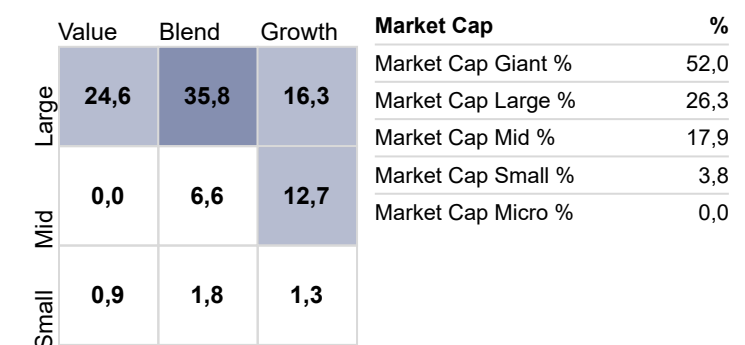 Value Blend Growth
Large 24,6 35,8 16,3
Mid 0,0 6,6 12,7
Small 0,9 1,8 1,3
Market Cap %
Market Cap Giant % 52,0
Market Cap Large % 26,3
Market Cap Mid % 17,9
Market Cap Small % 3,8
Market Cap Micro % 0,0